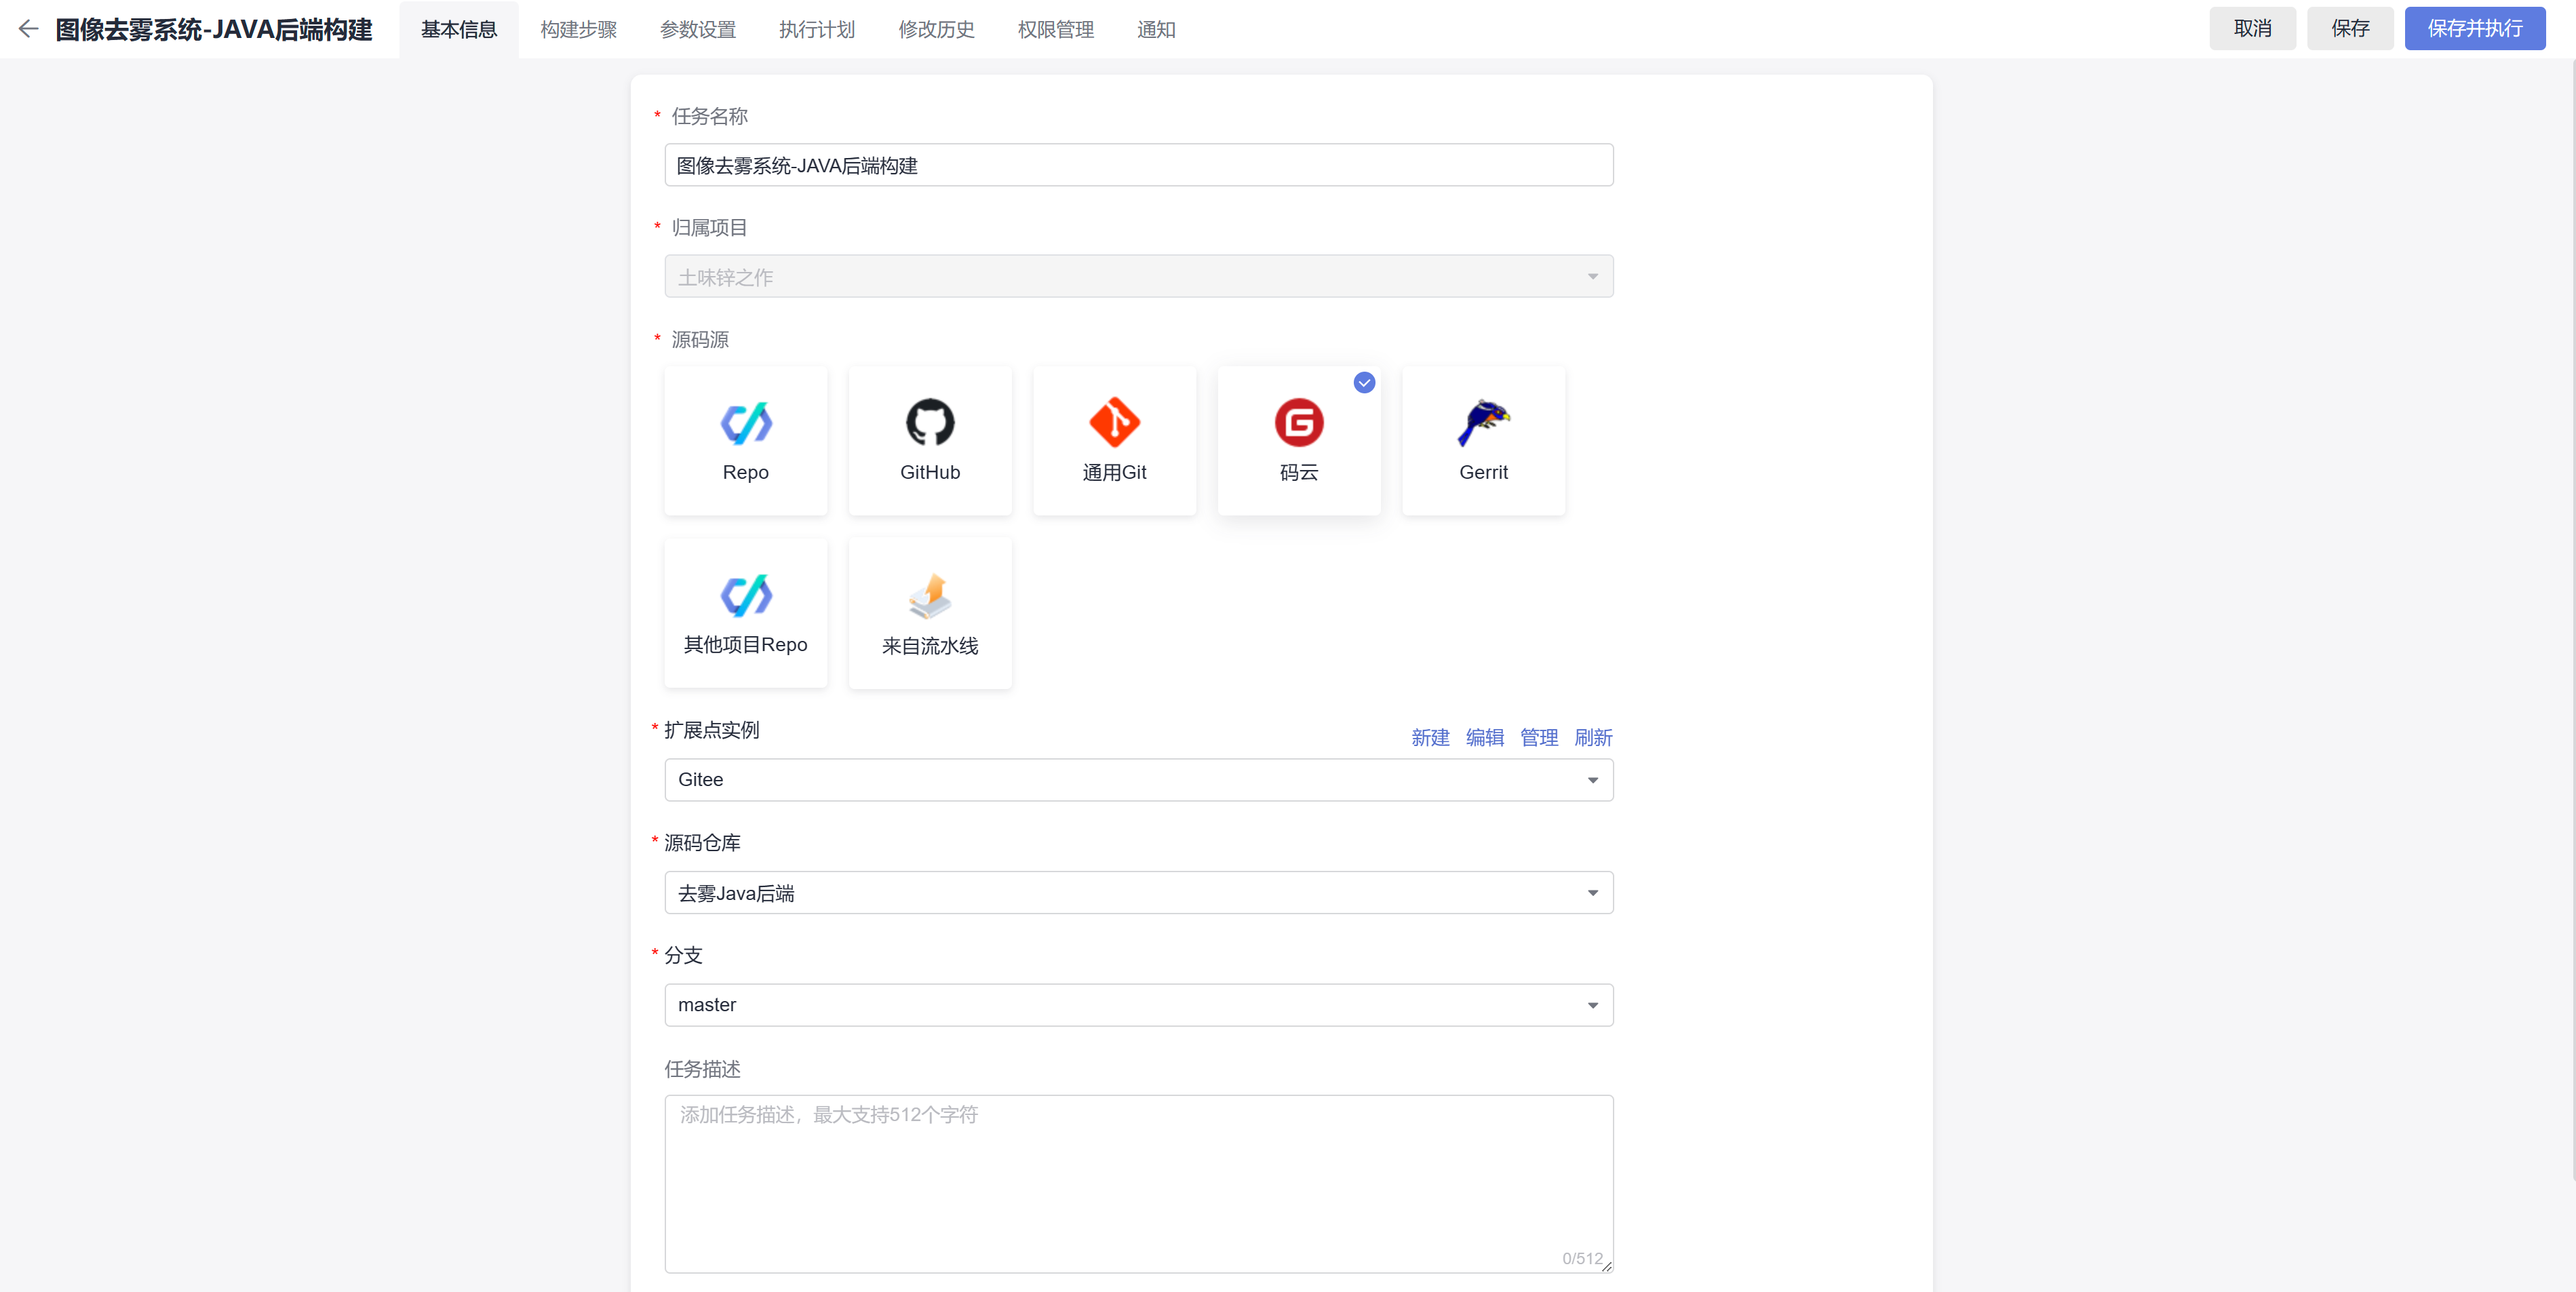 图像去雾系统-JAVA后端构建 基本信息 构建步骤 参数设置 执行计划 修改历史 权限管理 通知 取消 保存 保存并执行
* 任务名称
图像去雾系统-JAVA后端构建
* 归属项目
土味锌之作
* 源码源
Repo GitHub 通用Git 码云 Gerrit
其他项目Repo 来自流水线
* 扩展点实例 新建 编辑 管理 刷新
Gitee
* 源码仓库
去雾Java后端
* 分支
master
任务描述
添加任务描述，最大支持512个字符
0/512